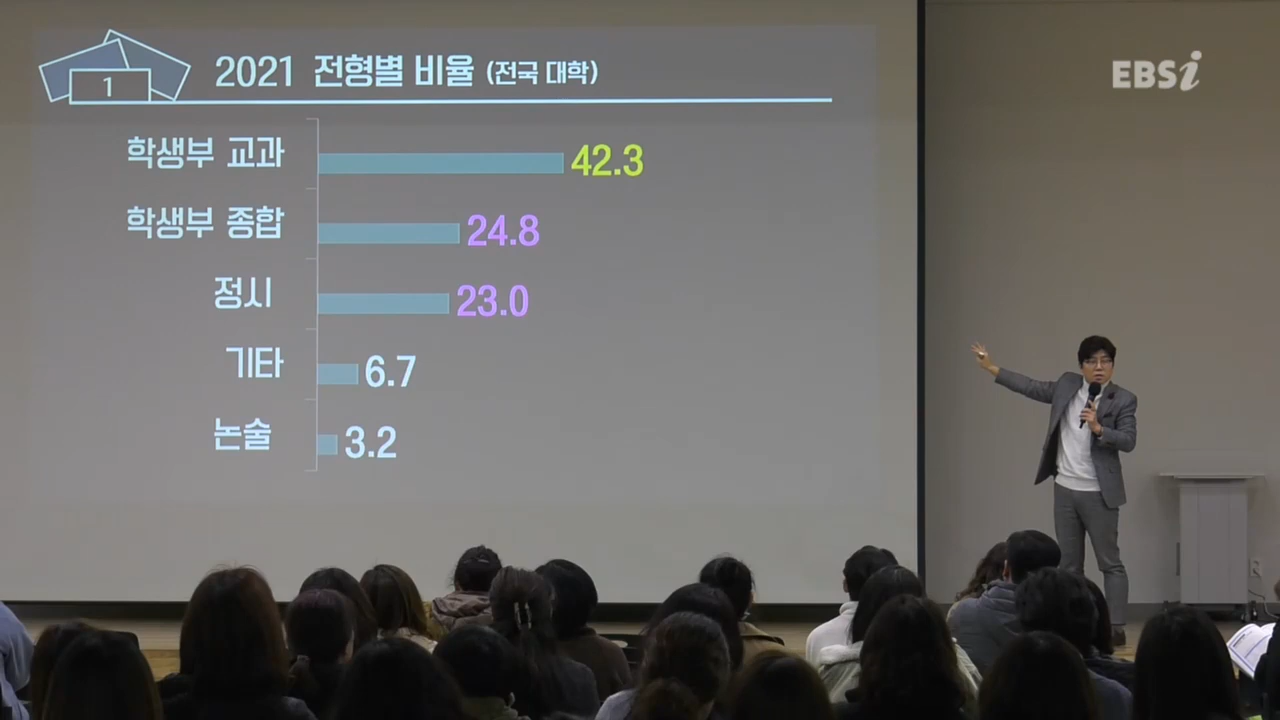 1
2021 전형별 비율 (전국 대학)
EBSi
학생부 교과 42.3
학생부 종합 24.8
정시 23.0
기타 6.7
논술 3.2